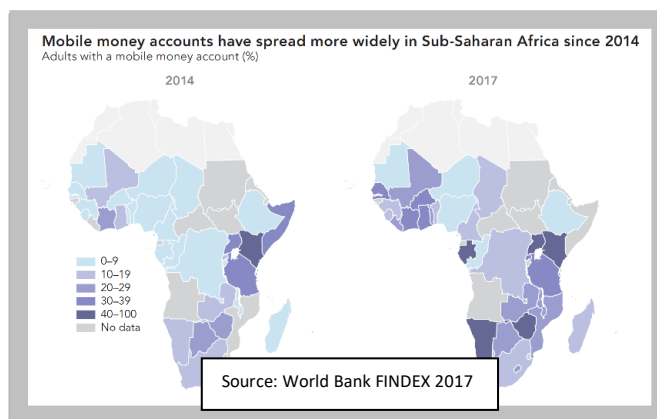 Mobile money accounts have spread more widely in Sub-Saharan Africa since 2014
Adults with a mobile money account (%)
2014
2017
0–9
10–19
20–29
30–39
40–100
No data
Source: World Bank FINDEX 2017